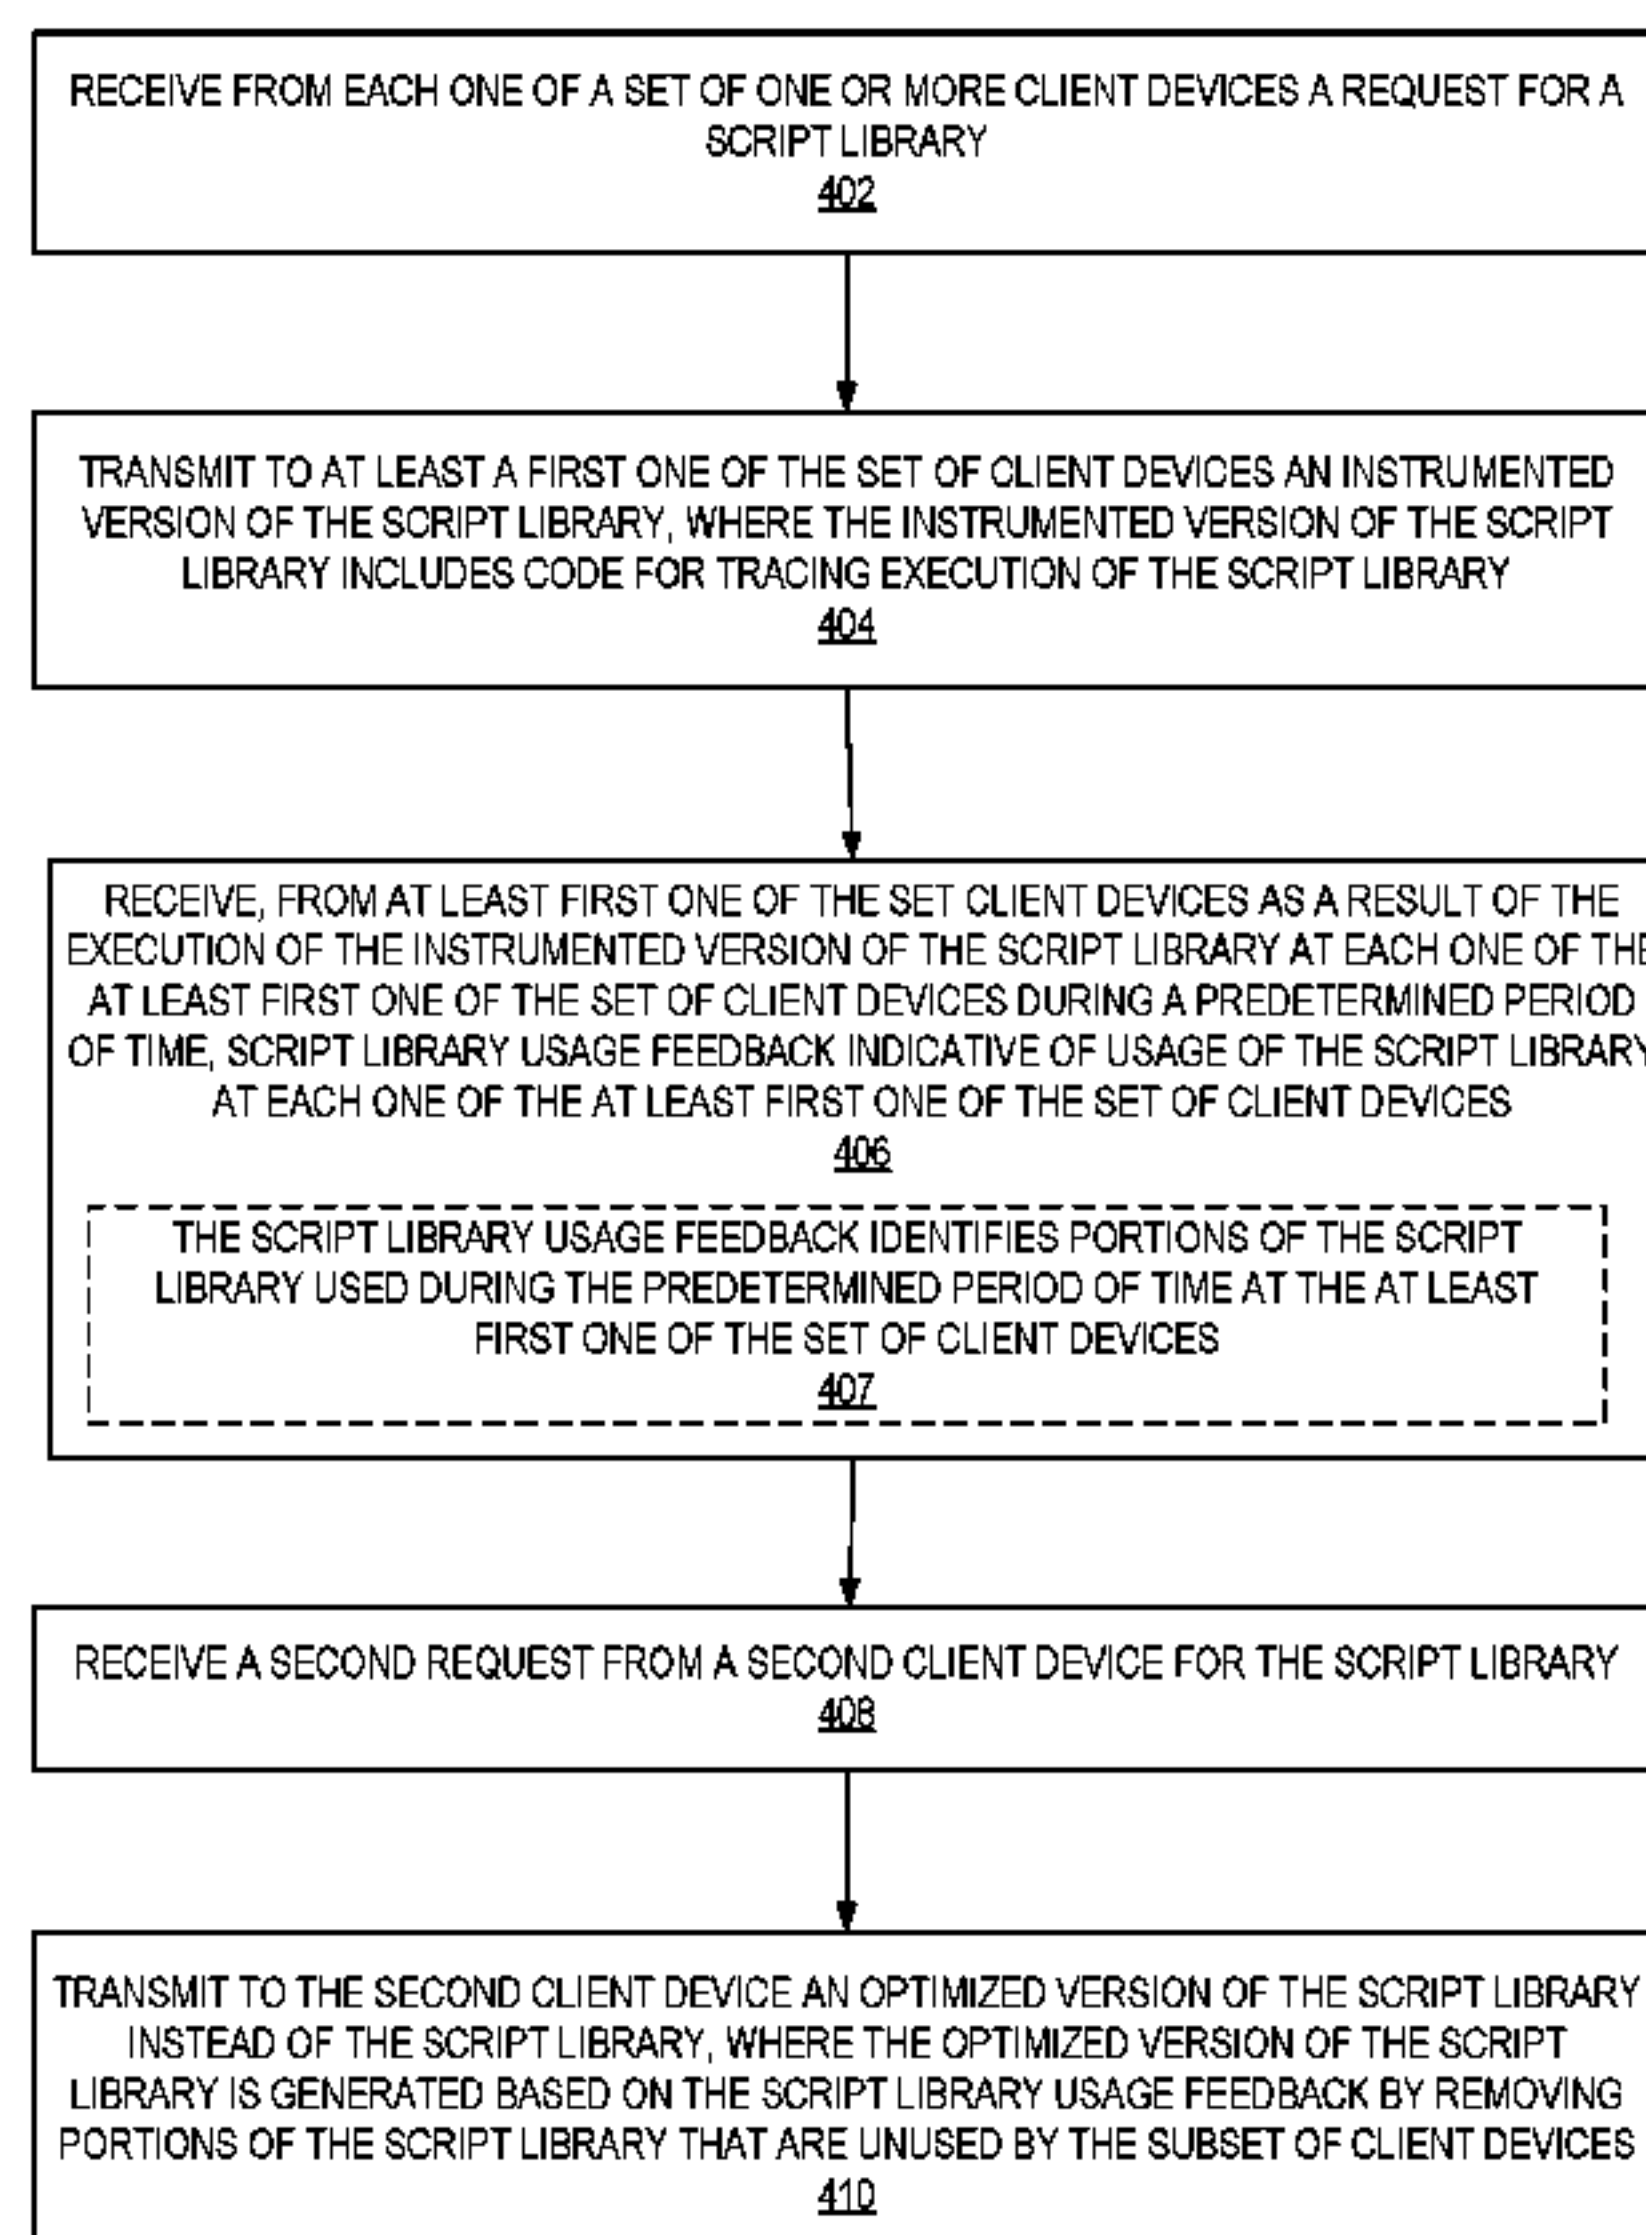 RECEIVE FROM EACH ONE OF A SET OF ONE OR MORE CLIENT DEVICES A REQUEST FOR A
SCRIPT LIBRARY
402
TRANSMIT TO AT LEAST A FIRST ONE OF THE SET OF CLIENT DEVICES AN INSTRUMENTED
VERSION OF THE SCRIPT LIBRARY, WHERE THE INSTRUMENTED VERSION OF THE SCRIPT
LIBRARY INCLUDES CODE FOR TRACING EXECUTION OF THE SCRIPT LIBRARY
404
RECEIVE, FROM AT LEAST FIRST ONE OF THE SET CLIENT DEVICES AS A RESULT OF THE
EXECUTION OF THE INSTRUMENTED VERSION OF THE SCRIPT LIBRARY AT EACH ONE OF THE
AT LEAST FIRST ONE OF THE SET OF CLIENT DEVICES DURING A PREDETERMINED PERIOD
OF TIME, SCRIPT LIBRARY USAGE FEEDBACK INDICATIVE OF USAGE OF THE SCRIPT LIBRARY
AT EACH ONE OF THE AT LEAST FIRST ONE OF THE SET OF CLIENT DEVICES
406
THE SCRIPT LIBRARY USAGE FEEDBACK IDENTIFIES PORTIONS OF THE SCRIPT
LIBRARY USED DURING THE PREDETERMINED PERIOD OF TIME AT THE AT LEAST
FIRST ONE OF THE SET OF CLIENT DEVICES
407
RECEIVE A SECOND REQUEST FROM A SECOND CLIENT DEVICE FOR THE SCRIPT LIBRARY
408
TRANSMIT TO THE SECOND CLIENT DEVICE AN OPTIMIZED VERSION OF THE SCRIPT LIBRARY
INSTEAD OF THE SCRIPT LIBRARY, WHERE THE OPTIMIZED VERSION OF THE SCRIPT
LIBRARY IS GENERATED BASED ON THE SCRIPT LIBRARY USAGE FEEDBACK BY REMOVING
PORTIONS OF THE SCRIPT LIBRARY THAT ARE UNUSED BY THE SUBSET OF CLIENT DEVICES
410